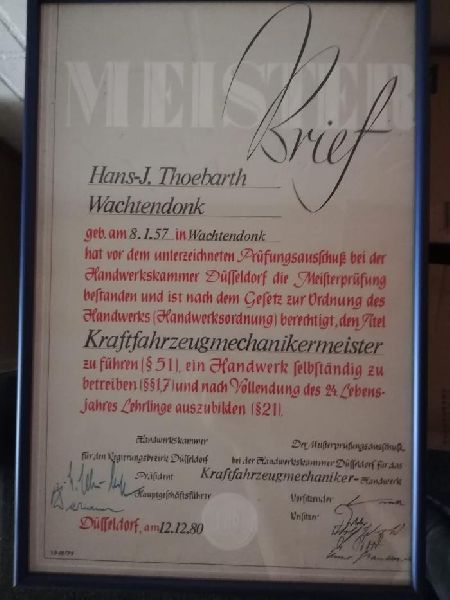 MEISTER
Brief
Hans-J. Thoebarth
Wachtendonk
geb. am 8.1.57 in Wachtendonk
hat vor dem unterzeichneten Prüfungsausschuß bei der
Handwerkskammer Düsseldorf die Meisterprüfung
bestanden und ist nach dem Gesetz zur Ordnung des
Handwerks (Handwerksordnung) berechtigt, den Titel
Kraftfahrzeugmechanikermeister
zu führen (§ 51), ein Handwerk selbständig zu
betreiben (§§1,7) und nach Vollendung des 24. Lebens-
jahres Lehrlinge auszubilden (§21).
Handwerkskammer
für den Regierungsbezirk Düsseldorf
Präsident
Hauptgeschäftsführer
Düsseldorf, am 12.12.80
Der Meisterprüfungsausschuß
bei der Handwerkskammer Düsseldorf für das
Kraftfahrzeugmechaniker-Handwerk
Vorsitzender
Beisitzer